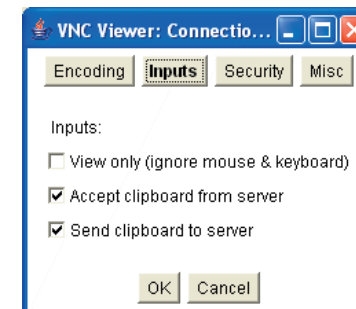 VNC Viewer: Connectio...
Encoding Inputs Security Misc
Inputs:
View only (ignore mouse & keyboard)
Accept clipboard from server
Send clipboard to server
OK Cancel